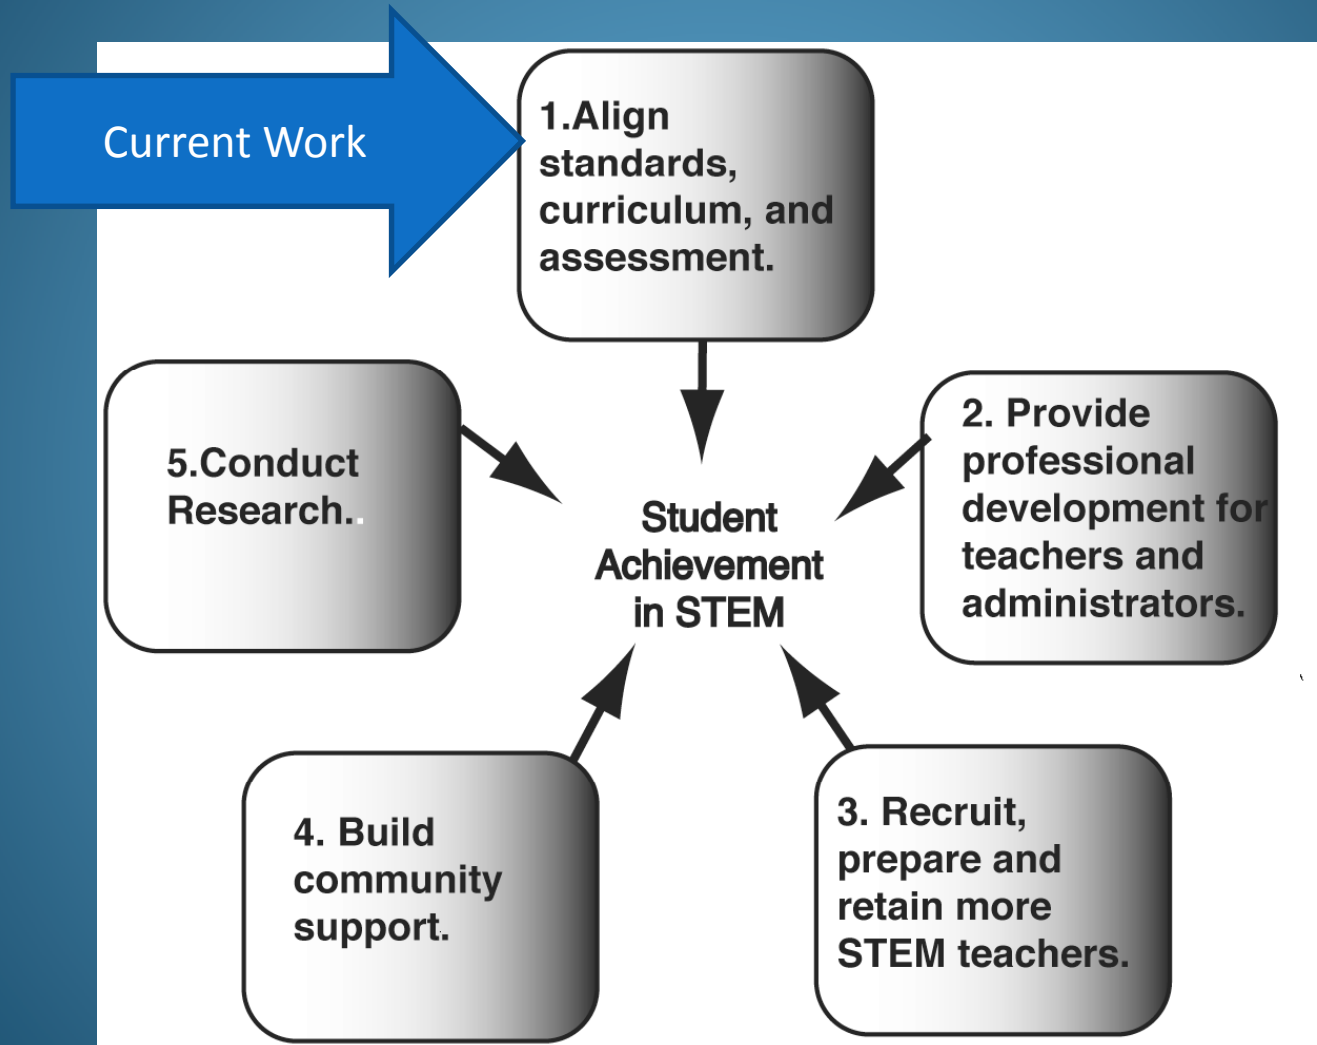 Current Work
1.Align
standards,
curriculum, and
assessment.
2. Provide
professional
development for
teachers and
administrators.
5.Conduct
Research..
Student
Achievement
in STEM
3. Recruit,
prepare and
retain more
STEM teachers.
4. Build
community
support.